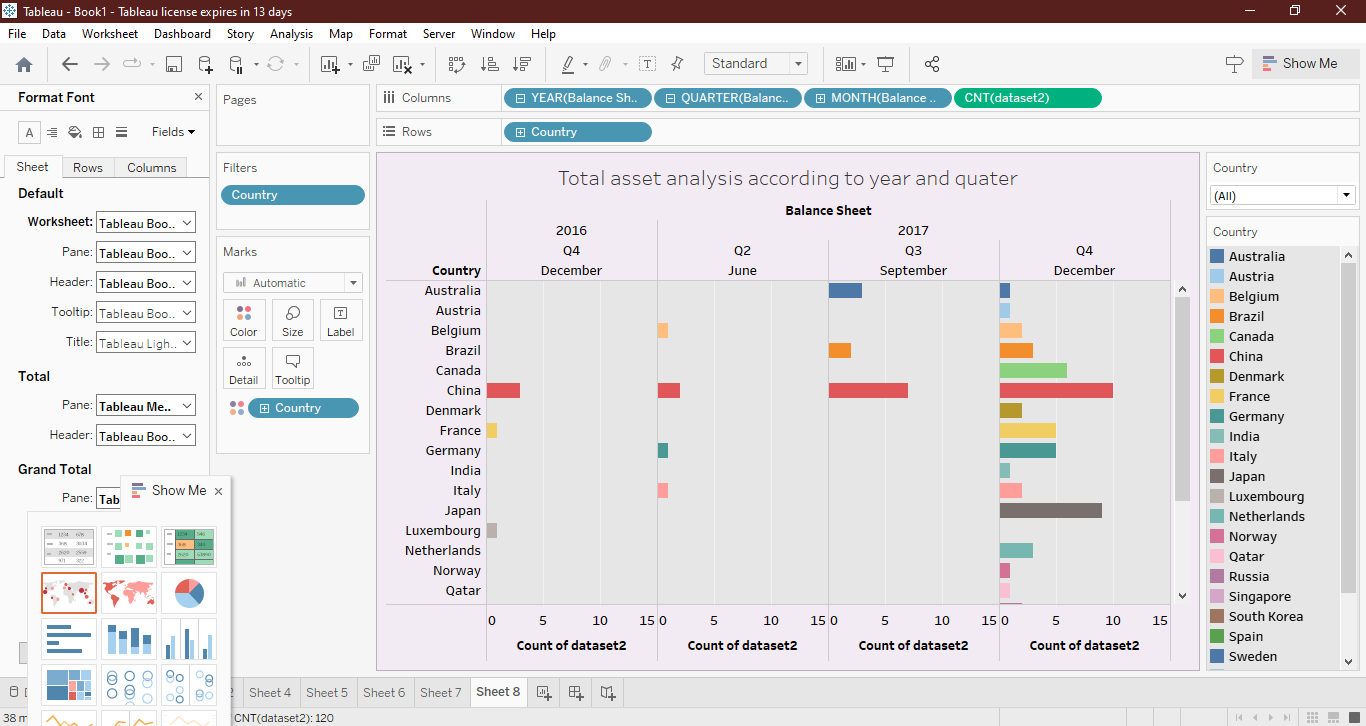 Tableau - Book1 - Tableau license expires in 13 days
File Data Worksheet Dashboard Story Analysis Map Format Server Window Help
Standard
Show Me
Format Font
Fields
Sheet Rows Columns
Default
Worksheet: Tableau Boo..
Pane: Tableau Boo..
Header: Tableau Boo..
Tooltip: Tableau Boo..
Title: Tableau Ligh..
Total
Pane: Tableau Me..
Header: Tableau Boo..
Grand Total
Pane: Tab
Show Me
Pages
Filters
Country
Marks
Automatic
Color Size Label
Detail Tooltip
Country
Columns YEAR(Balance Sh.. QUARTER(Balanc.. MONTH(Balance .. CNT(dataset2)
Rows Country
Total asset analysis according to year and quater
Balance Sheet
2016 2017
Q4 Q2 Q3 Q4
Country December June September December
Australia
Austria
Belgium
Brazil
Canada
China
Denmark
France
Germany
India
Italy
Japan
Luxembourg
Netherlands
Norway
Qatar
0 5 10 15 0 5 10 15 0 5 10 15 0 5 10 15
Count of dataset2 Count of dataset2 Count of dataset2 Count of dataset2
Country
(All)
Country
Australia
Austria
Belgium
Brazil
Canada
China
Denmark
France
Germany
India
Italy
Japan
Luxembourg
Netherlands
Norway
Qatar
Russia
Singapore
South Korea
Spain
Sweden
2 Sheet 4 Sheet 5 Sheet 6 Sheet 7 Sheet 8
38 m CNT(dataset2): 120